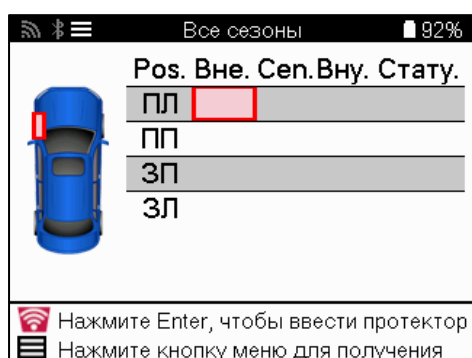 Все сезоны 92%
Pos. Вне. Cen. Вну. Стату.
ПЛ
ПП
ЗП
ЗЛ
Нажмите Enter, чтобы ввести протектор
Нажмите кнопку меню для получения